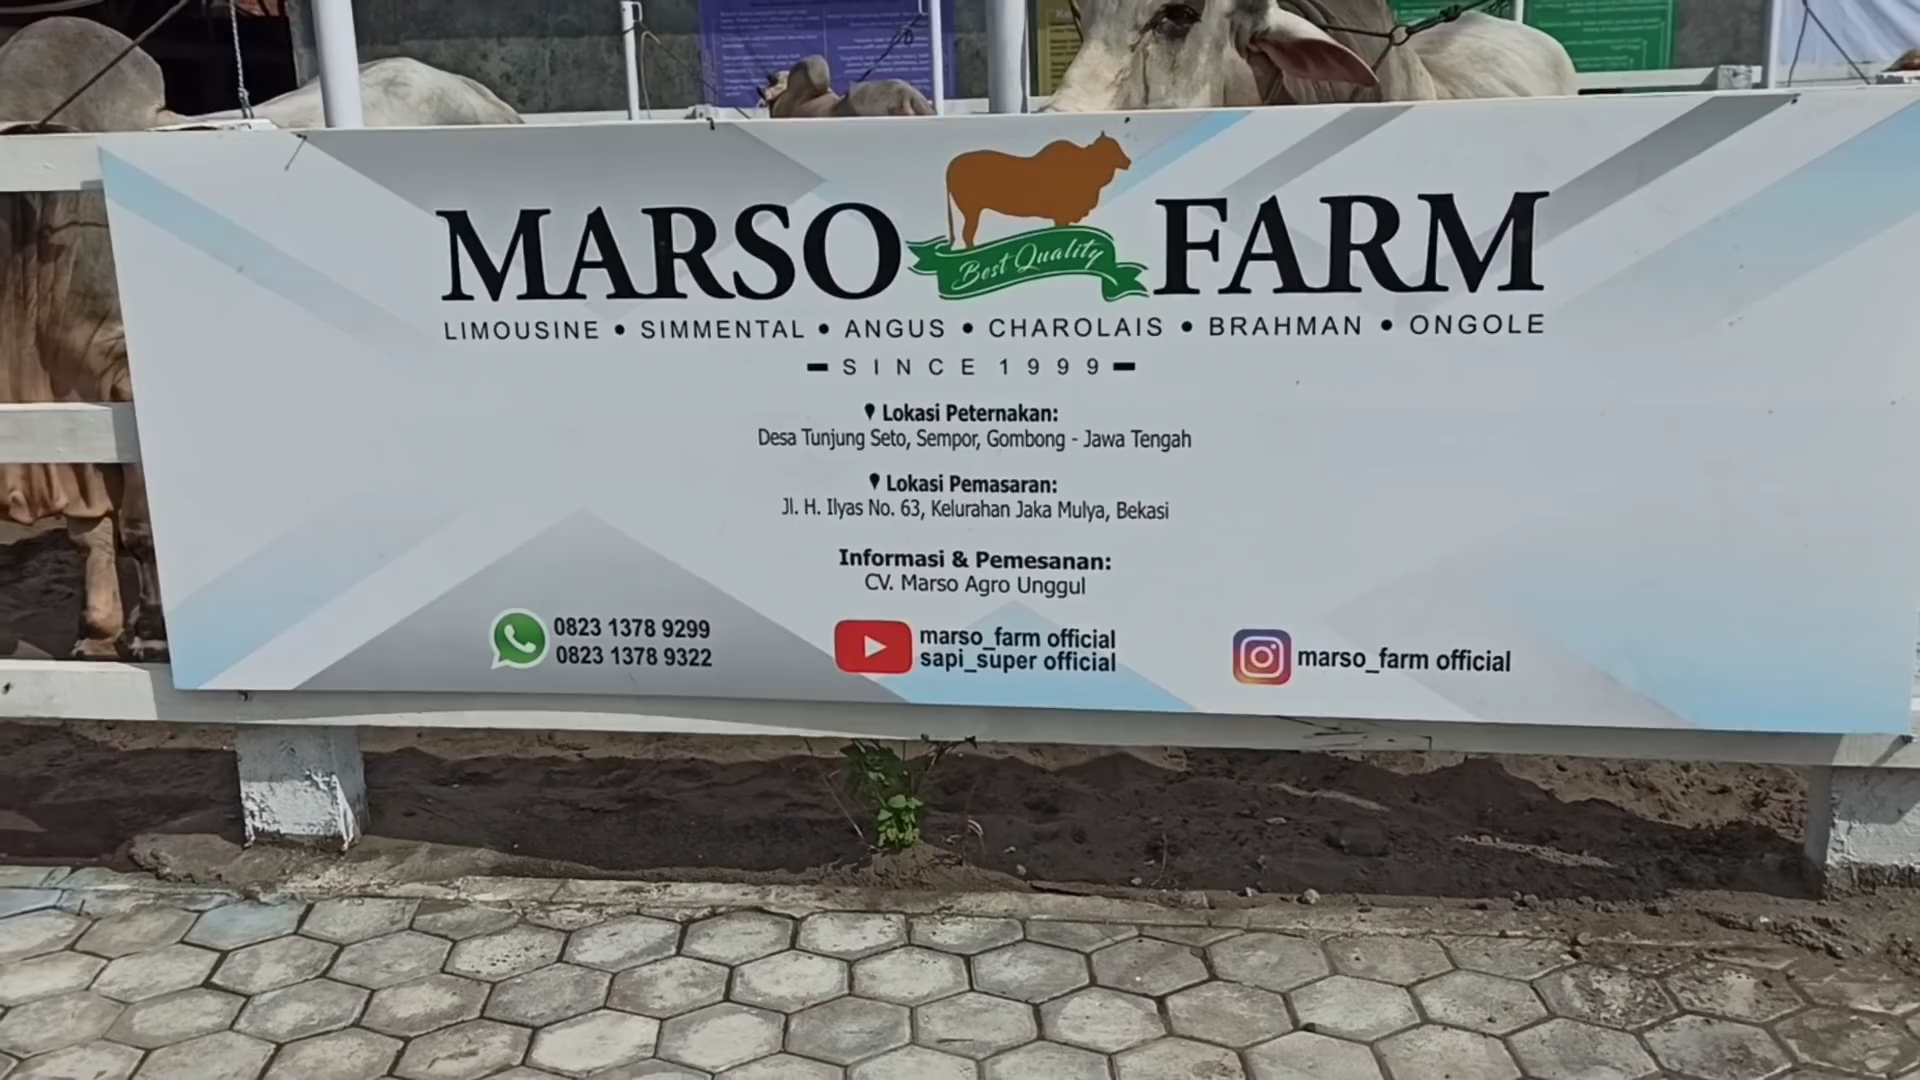 MARSO FARM
Best Quality
LIMOUSINE • SIMMENTAL • ANGUS • CHAROLAIS • BRAHMAN • ONGOLE
SINCE 1999
Lokasi Peternakan:
Desa Tunjung Seto, Sempor, Gombong - Jawa Tengah
Lokasi Pemasaran:
Jl. H. Ilyas No. 63, Kelurahan Jaka Mulya, Bekasi
Informasi & Pemesanan:
CV. Marso Agro Unggul
0823 1378 9299
0823 1378 9322
marso_farm official
sapi_super official
marso_farm official